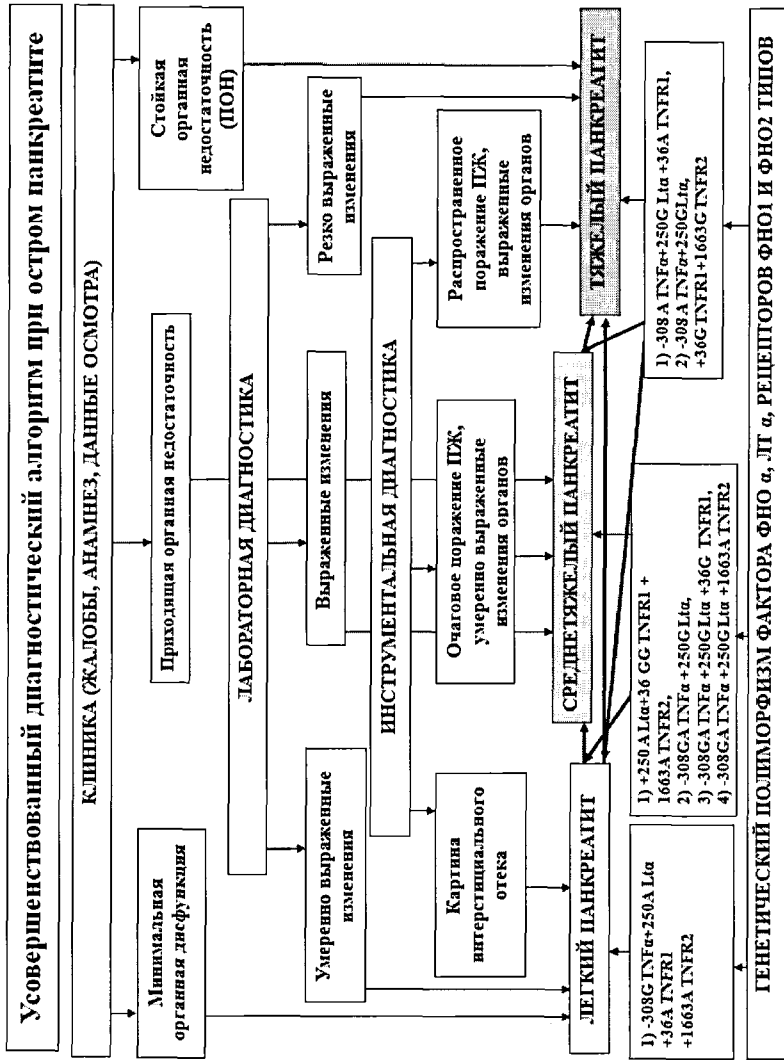 Усовершенствованный диагностический алгоритм при остром панкреатите
КЛИНИКА (ЖАЛОБЫ, АНАМНЕЗ, ДАННЫЕ ОСМОТРА)
Минимальная
органная дисфункция
Приходящая органная недостаточность
Стойкая
органная
недостаточность
(ПОН)
ЛАБОРАТОРНАЯ ДИАГНОСТИКА
Умеренно выраженные
изменения
Выраженные изменения
Резко выраженные
изменения
ИНСТРУМЕНТАЛЬНАЯ ДИАГНОСТИКА
Картина
интерстициального
отека
Очаговое поражение ПЖ,
умеренно выраженные
изменения органов
Распространенное
поражение ПЖ,
выраженные
изменения органов
ЛЕГКИЙ ПАНКРЕАТИТ
СРЕДНЕТЯЖЕЛЫЙ ПАНКРЕАТИТ
ТЯЖЕЛЫЙ ПАНКРЕАТИТ
1) -308G TNFα+250A Ltα
+36A TNFR1
+1663A TNFR2
1) +250ALtα+36 GG TNFR1 +
1663A TNFR2,
2) -308GA TNFα +250G Ltα,
3) -308GA TNFα +250G Ltα +36G TNFR1,
4) -308GA TNFα +250G Ltα +1663A TNFR2
1) -308 A TNFα+250G Ltα +36A TNFR1,
2) -308 A TNFα+250GLtα,
+36G TNFR1+1663G TNFR2
ГЕНЕТИЧЕСКИЙ ПОЛИМОРФИЗМ ФАКТОРА ФНО α, ЛТ α, РЕЦЕПТОРОВ ФНО1 И ФНО2 ТИПОВ